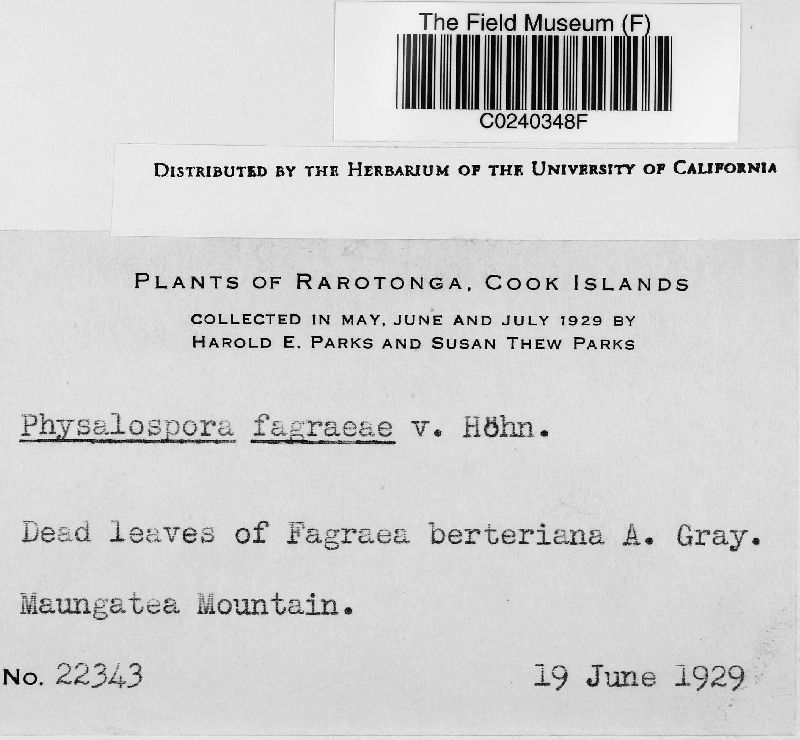 The Field Museum (F)
C0240348F
DISTRIBUTED BY THE HERBARIUM OF THE UNIVERSITY OF CALIFORNIA
PLANTS OF RAROTONGA, COOK ISLANDS
COLLECTED IN MAY, JUNE AND JULY 1929 BY
HAROLD E. PARKS AND SUSAN THEW PARKS
Physalospora fagraeae v. Höhn.
Dead leaves of Fagraea berteriana A. Gray.
Maungatea Mountain.
No. 22343 19 June 1929